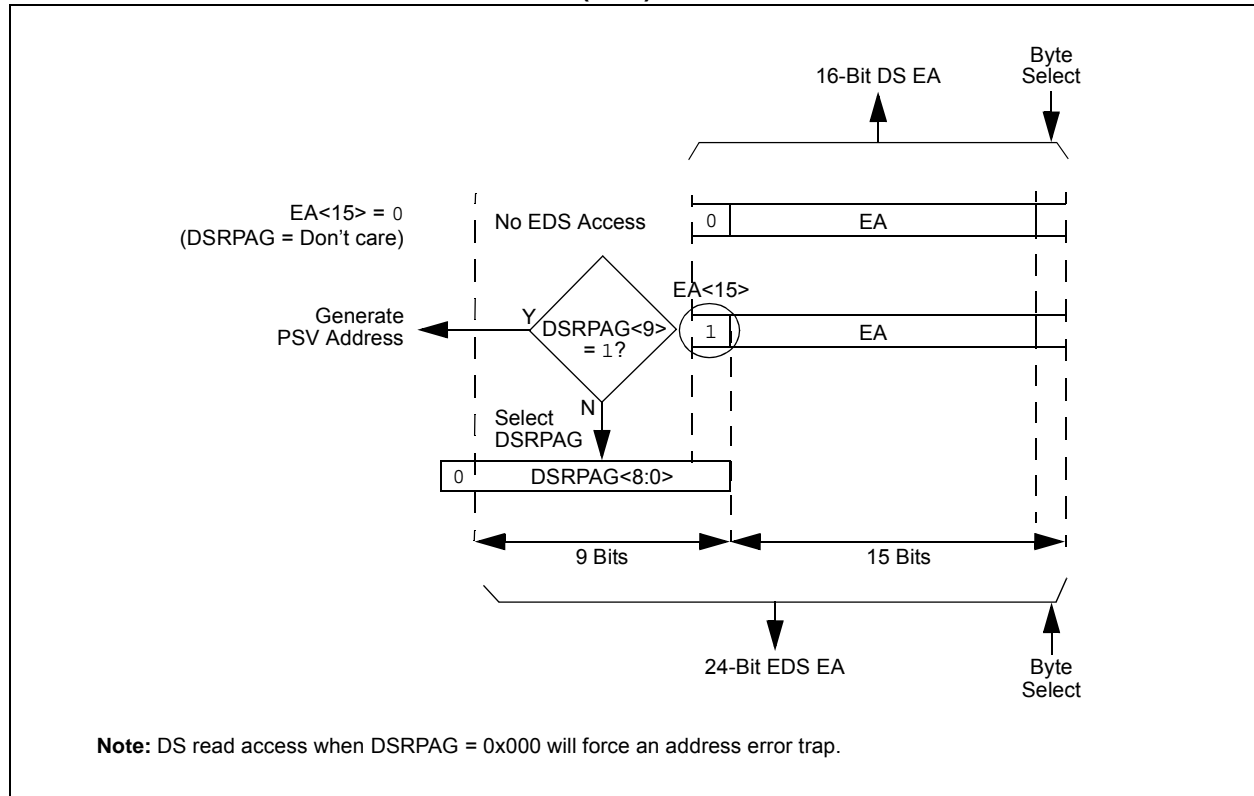 Byte
Select
16-Bit DS EA
EA<15> = 0
(DSRPAG = Don't care)
No EDS Access
0
EA
EA<15>
Generate
PSV Address
Y
DSRPAG<9>
= 1?
1
EA
N
Select
DSRPAG
0
DSRPAG<8:0>
9 Bits
15 Bits
24-Bit EDS EA
Byte
Select
Note: DS read access when DSRPAG = 0x000 will force an address error trap.